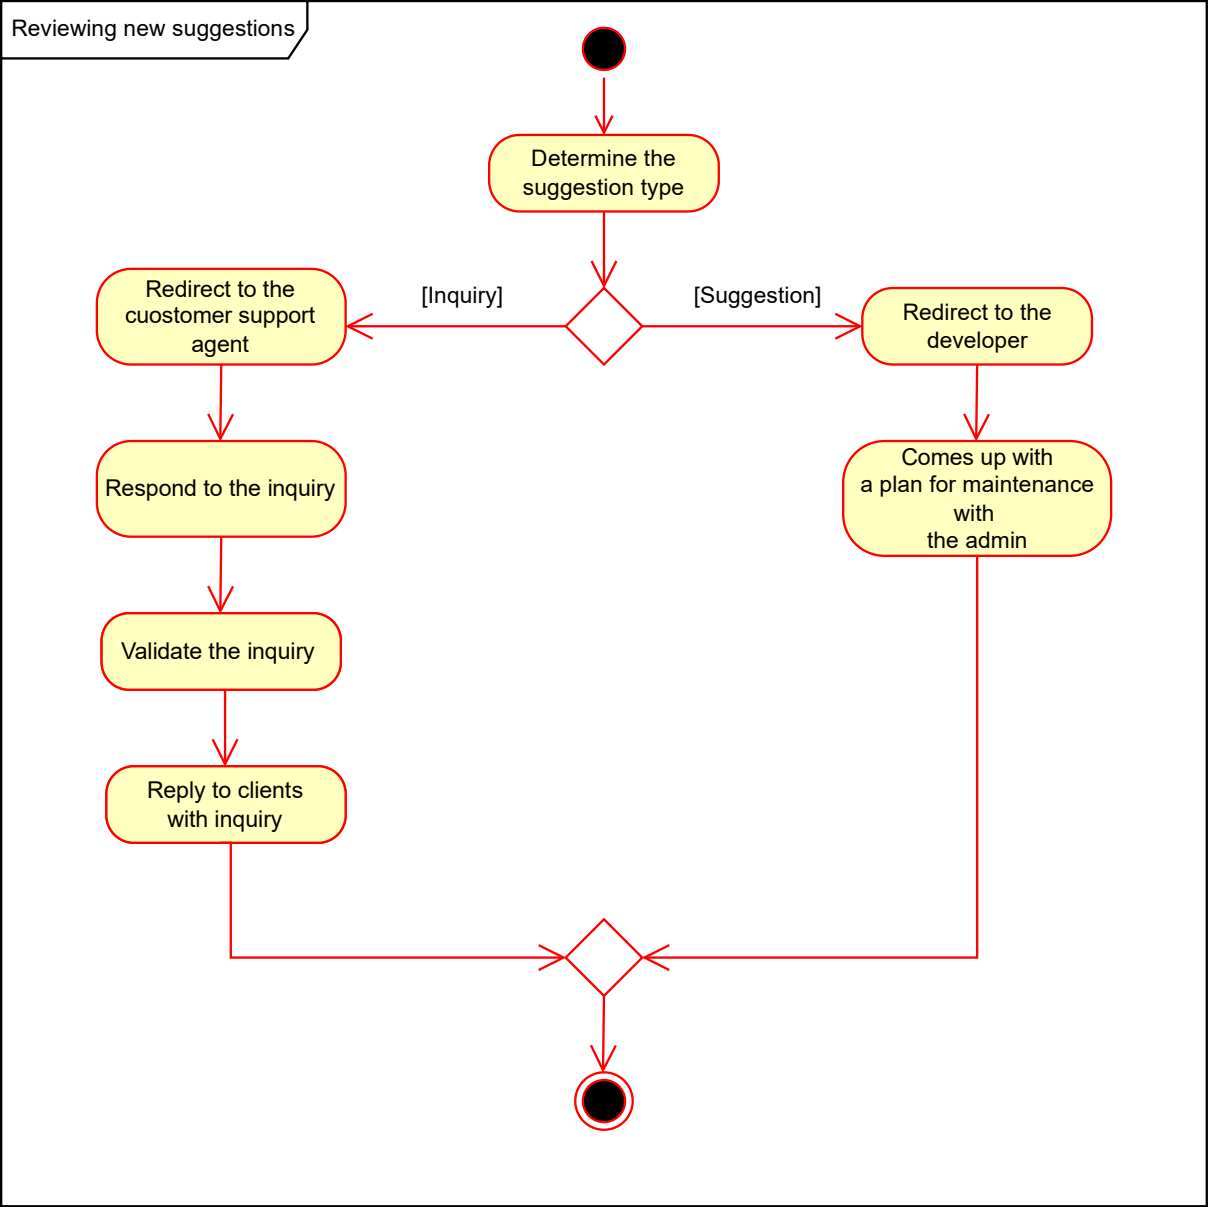 Reviewing new suggestions
Determine the
suggestion type
[Inquiry]
[Suggestion]
Redirect to the
cuostomer support
agent
Redirect to the
developer
Respond to the inquiry
Comes up with
a plan for maintenance
with
the admin
Validate the inquiry
Reply to clients
with inquiry